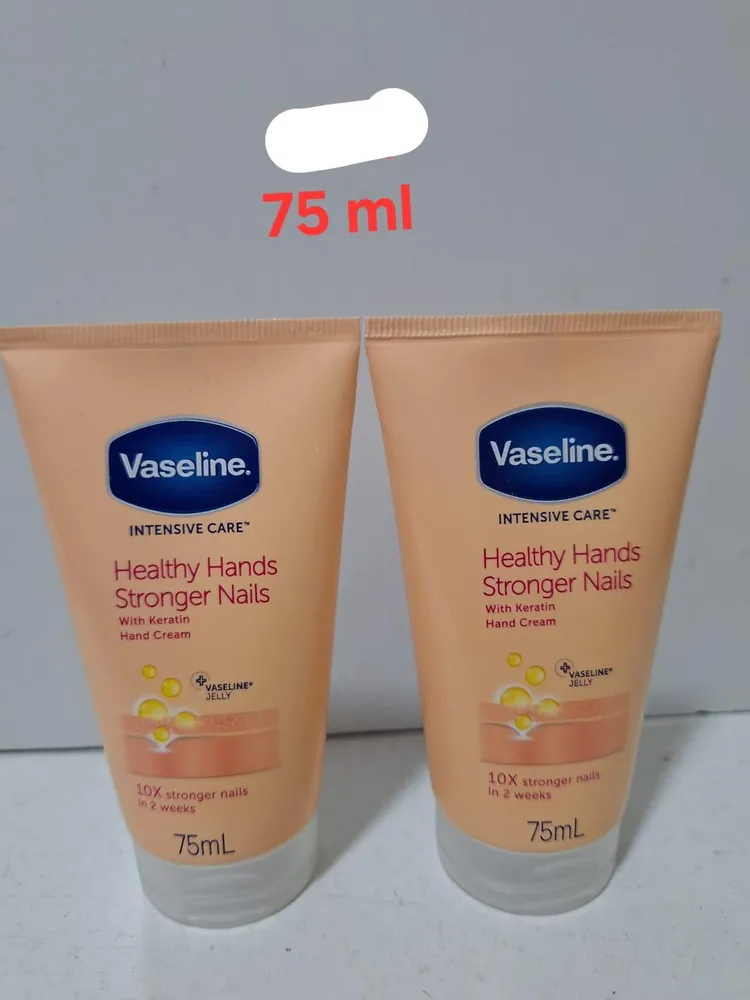 75 ml
Vaseline.
INTENSIVE CARE™
Healthy Hands
Stronger Nails
With Keratin
Hand Cream
VASELINE®
JELLY
10X stronger nails
in 2 weeks
75mL
Vaseline.
INTENSIVE CARE™
Healthy Hands
Stronger Nails
With Keratin
Hand Cream
VASELINE®
JELLY
10X stronger nails
in 2 weeks
75mL